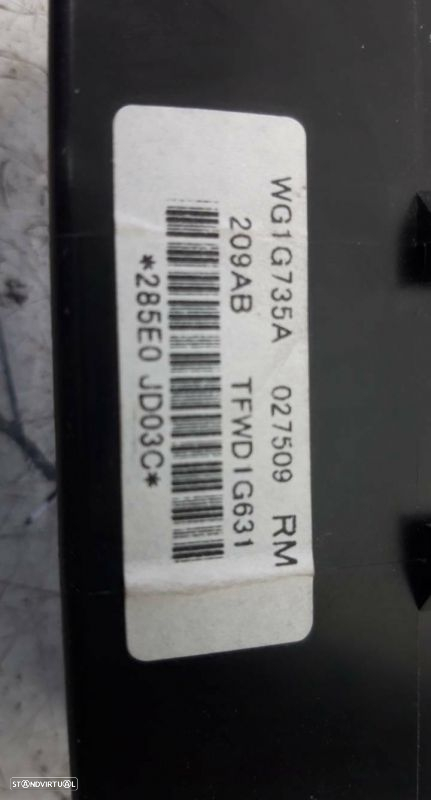 WG1G735A 027509 RM
209AB TFWD1G631
*285E0 JD03C*
STANDVIRTUAL